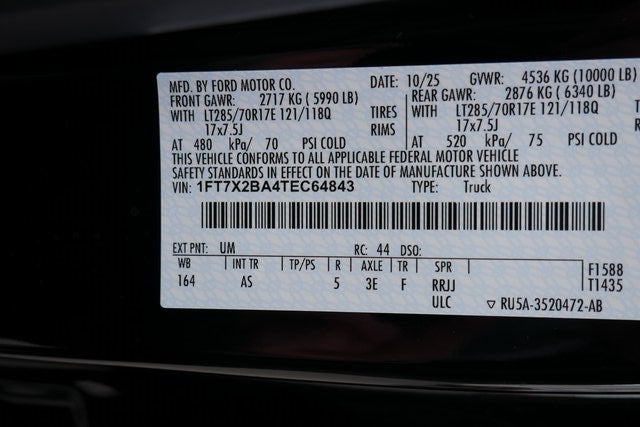 MFD. BY FORD MOTOR CO. DATE: 10/25 GVWR: 4536 KG (10000 LB)
FRONT GAWR: 2717 KG (5990 LB) REAR GAWR: 2876 KG (6340 LB)
WITH LT285/70R17E 121/118Q TIRES WITH LT285/70R17E 121/118Q
17x7.5J RIMS 17x7.5J
AT 480 kPa/ 70 PSI COLD AT 520 kPa/ 75 PSI COLD
THIS VEHICLE CONFORMS TO ALL APPLICABLE FEDERAL MOTOR VEHICLE
SAFETY STANDARDS IN EFFECT ON THE DATE OF MANUFACTURE SHOWN ABOVE.
VIN: 1FT7X2BA4TEC64843 TYPE: Truck
EXT PNT: UM RC: 44 DSO:
WB INT TR TP/PS R AXLE TR SPR F1588
164 AS 5 3E F RRJJ T1435
ULC ▽ RU5A-3520472-AB